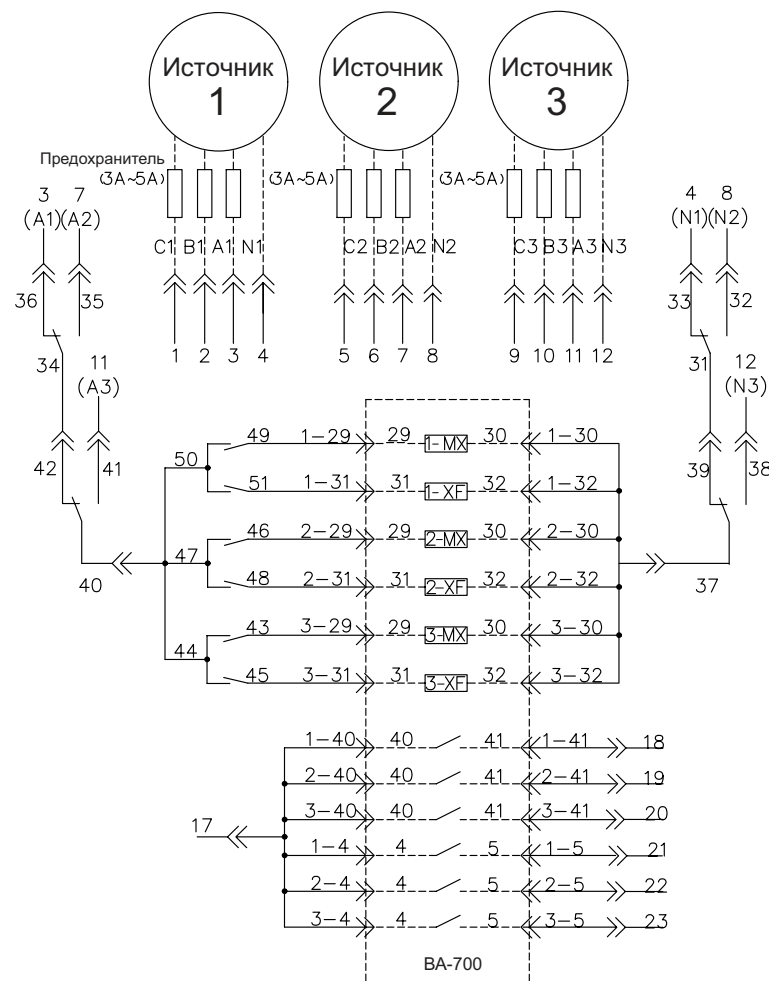 Источник 1
Источник 2
Источник 3
Предохранитель
(3A~5A)
(3A~5A)
(3A~5A)
3 7
(A1)(A2)
4 8
(N1)(N2)
C1 B1 A1 N1
C2 B2 A2 N2
C3 B3 A3 N3
36 35
33 32
1 2 3 4
5 6 7 8
9 10 11 12
34
11
(A3)
31
12
(N3)
42 41
39 38
50
49 1-29 29 1-MX 30 1-30
51 1-31 31 1-XF 32 1-32
47
46 2-29 29 2-MX 30 2-30
48 2-31 31 2-XF 32 2-32
40
37
44
43 3-29 29 3-MX 30 3-30
45 3-31 31 3-XF 32 3-32
1-40 40 41 1-41 18
2-40 40 41 2-41 19
3-40 40 41 3-41 20
17
1-4 4 5 1-5 21
2-4 4 5 2-5 22
3-4 4 5 3-5 23
ВА-700